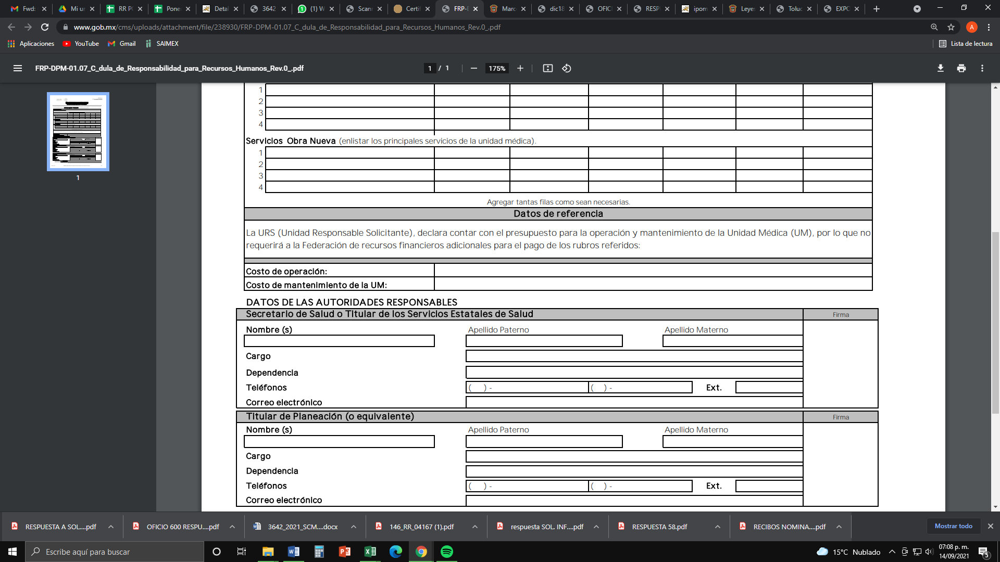 Fwd:
Mi ur
RR P(
Pone
Detal
3642
(1) W
Scann
Certif
FRP-D
Marc
dic18
OFIC
RESP
ipom
Leyes
Toluc
EXPO
www.gob.mx/cms/uploads/attachment/file/238930/FRP-DPM-01.07_C_dula_de_Responsabilidad_para_Recursos_Humanos_Rev.0_.pdf
A
Aplicaciones YouTube Gmail SAIMEX Lista de lectura
FRP-DPM-01.07_C_dula_de_Responsabilidad_para_Recursos_Humanos_Rev.0_.pdf 1 / 1 175%
1
1
2
3
4
Servicios Obra Nueva (enlistar los principales servicios de la unidad médica).
1
2
3
4
Agregar tantas filas como sean necesarias.
Datos de referencia
La URS (Unidad Responsable Solicitante), declara contar con el presupuesto para la operación y mantenimiento de la Unidad Médica (UM), por lo que no
requerirá a la Federación de recursos financieros adicionales para el pago de los rubros referidos:
Costo de operación:
Costo de mantenimiento de la UM:
DATOS DE LAS AUTORIDADES RESPONSABLES
Secretario de Salud o Titular de los Servicios Estatales de Salud Firma
Nombre (s) Apellido Paterno Apellido Materno
Cargo
Dependencia
Teléfonos ( ) - ( ) - Ext.
Correo electrónico
Titular de Planeación (o equivalente) Firma
Nombre (s) Apellido Paterno Apellido Materno
Cargo
Dependencia
Teléfonos ( ) - ( ) - Ext.
Correo electrónico
RESPUESTA A SOL....pdf
OFICIO 600 RESPU....pdf
3642_2021_SCM....docx
146_RR_04167 (1).pdf
respuesta SOL. INF....pdf
RESPUESTA 58.pdf
RECIBOS NOMINA....pdf
Mostrar todo
Escribe aquí para buscar
15°C Nublado
07:08 p. m.
14/09/2021
5